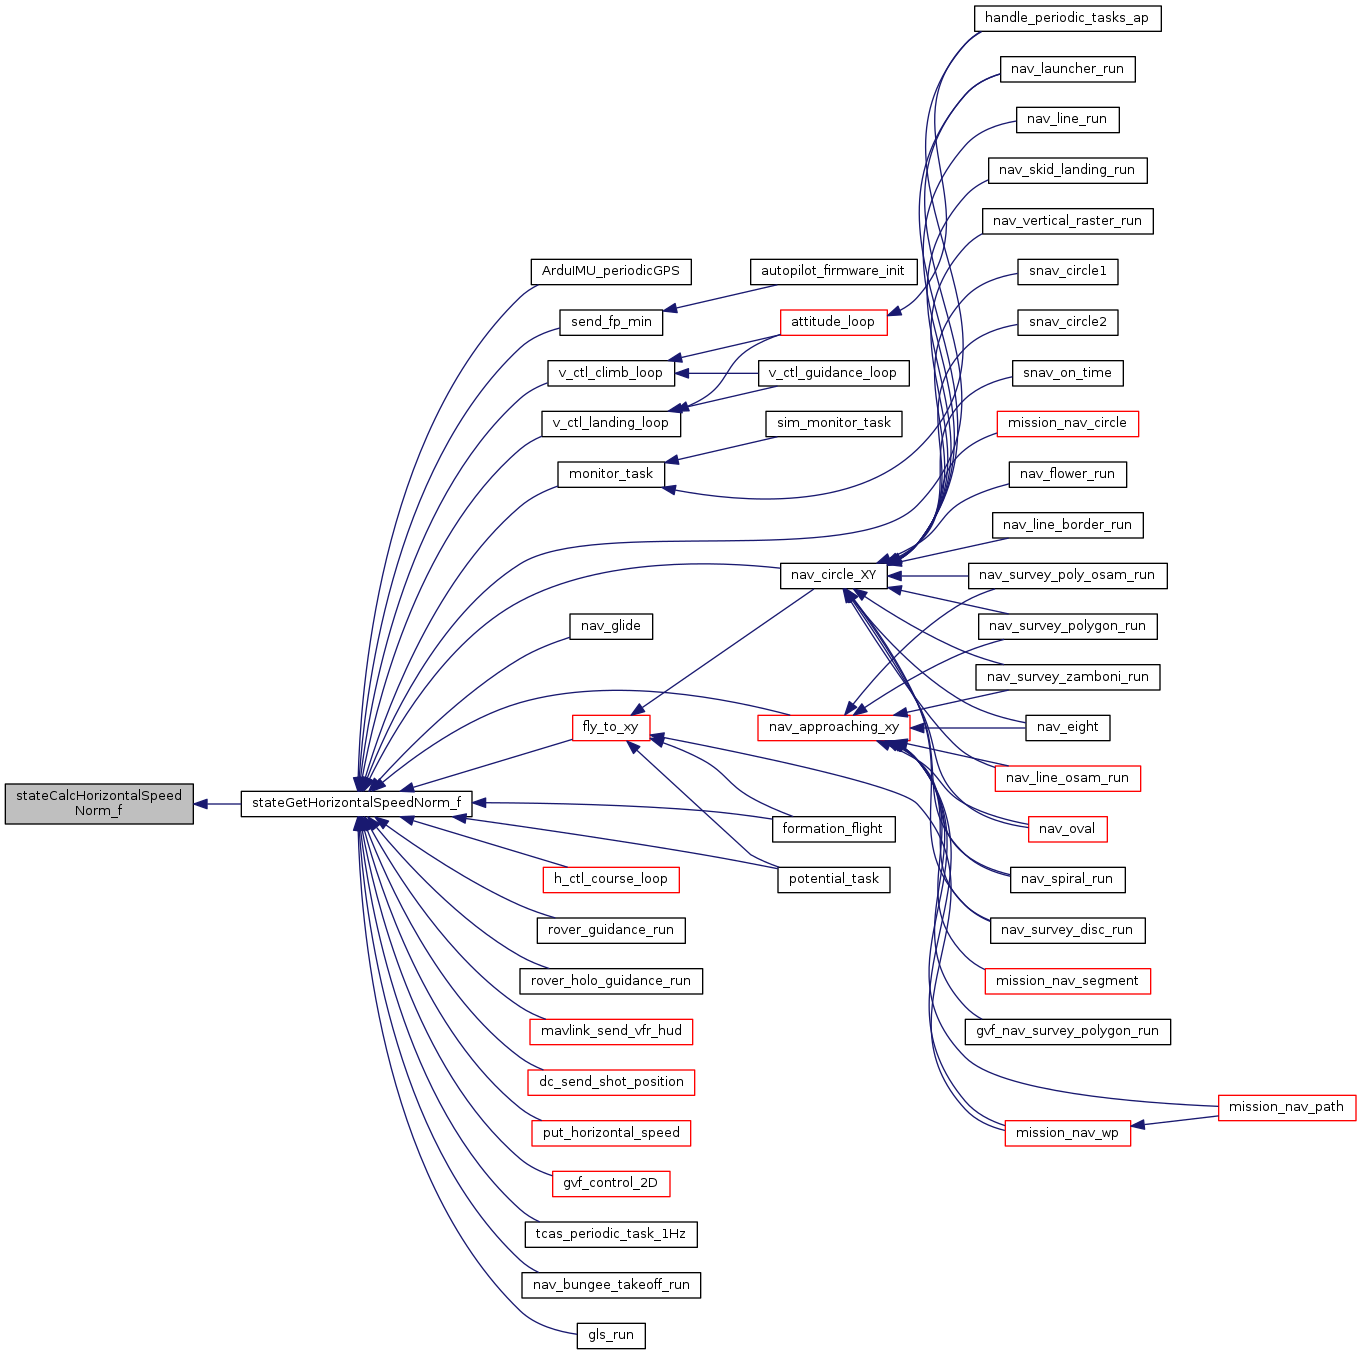 stateCalcHorizontalSpeed
Norm_f
stateGetHorizontalSpeedNorm_f
ArduIMU_periodicGPS
send_fp_min
v_ctl_climb_loop
v_ctl_landing_loop
monitor_task
nav_glide
fly_to_xy
h_ctl_course_loop
rover_guidance_run
rover_holo_guidance_run
mavlink_send_vfr_hud
dc_send_shot_position
put_horizontal_speed
gvf_control_2D
tcas_periodic_task_1Hz
nav_bungee_takeoff_run
gls_run
autopilot_firmware_init
attitude_loop
v_ctl_guidance_loop
sim_monitor_task
nav_circle_XY
nav_approaching_xy
formation_flight
potential_task
handle_periodic_tasks_ap
nav_launcher_run
nav_line_run
nav_skid_landing_run
nav_vertical_raster_run
snav_circle1
snav_circle2
snav_on_time
mission_nav_circle
nav_flower_run
nav_line_border_run
nav_survey_poly_osam_run
nav_survey_polygon_run
nav_survey_zamboni_run
nav_eight
nav_line_osam_run
nav_oval
nav_spiral_run
nav_survey_disc_run
mission_nav_segment
gvf_nav_survey_polygon_run
mission_nav_wp
mission_nav_path